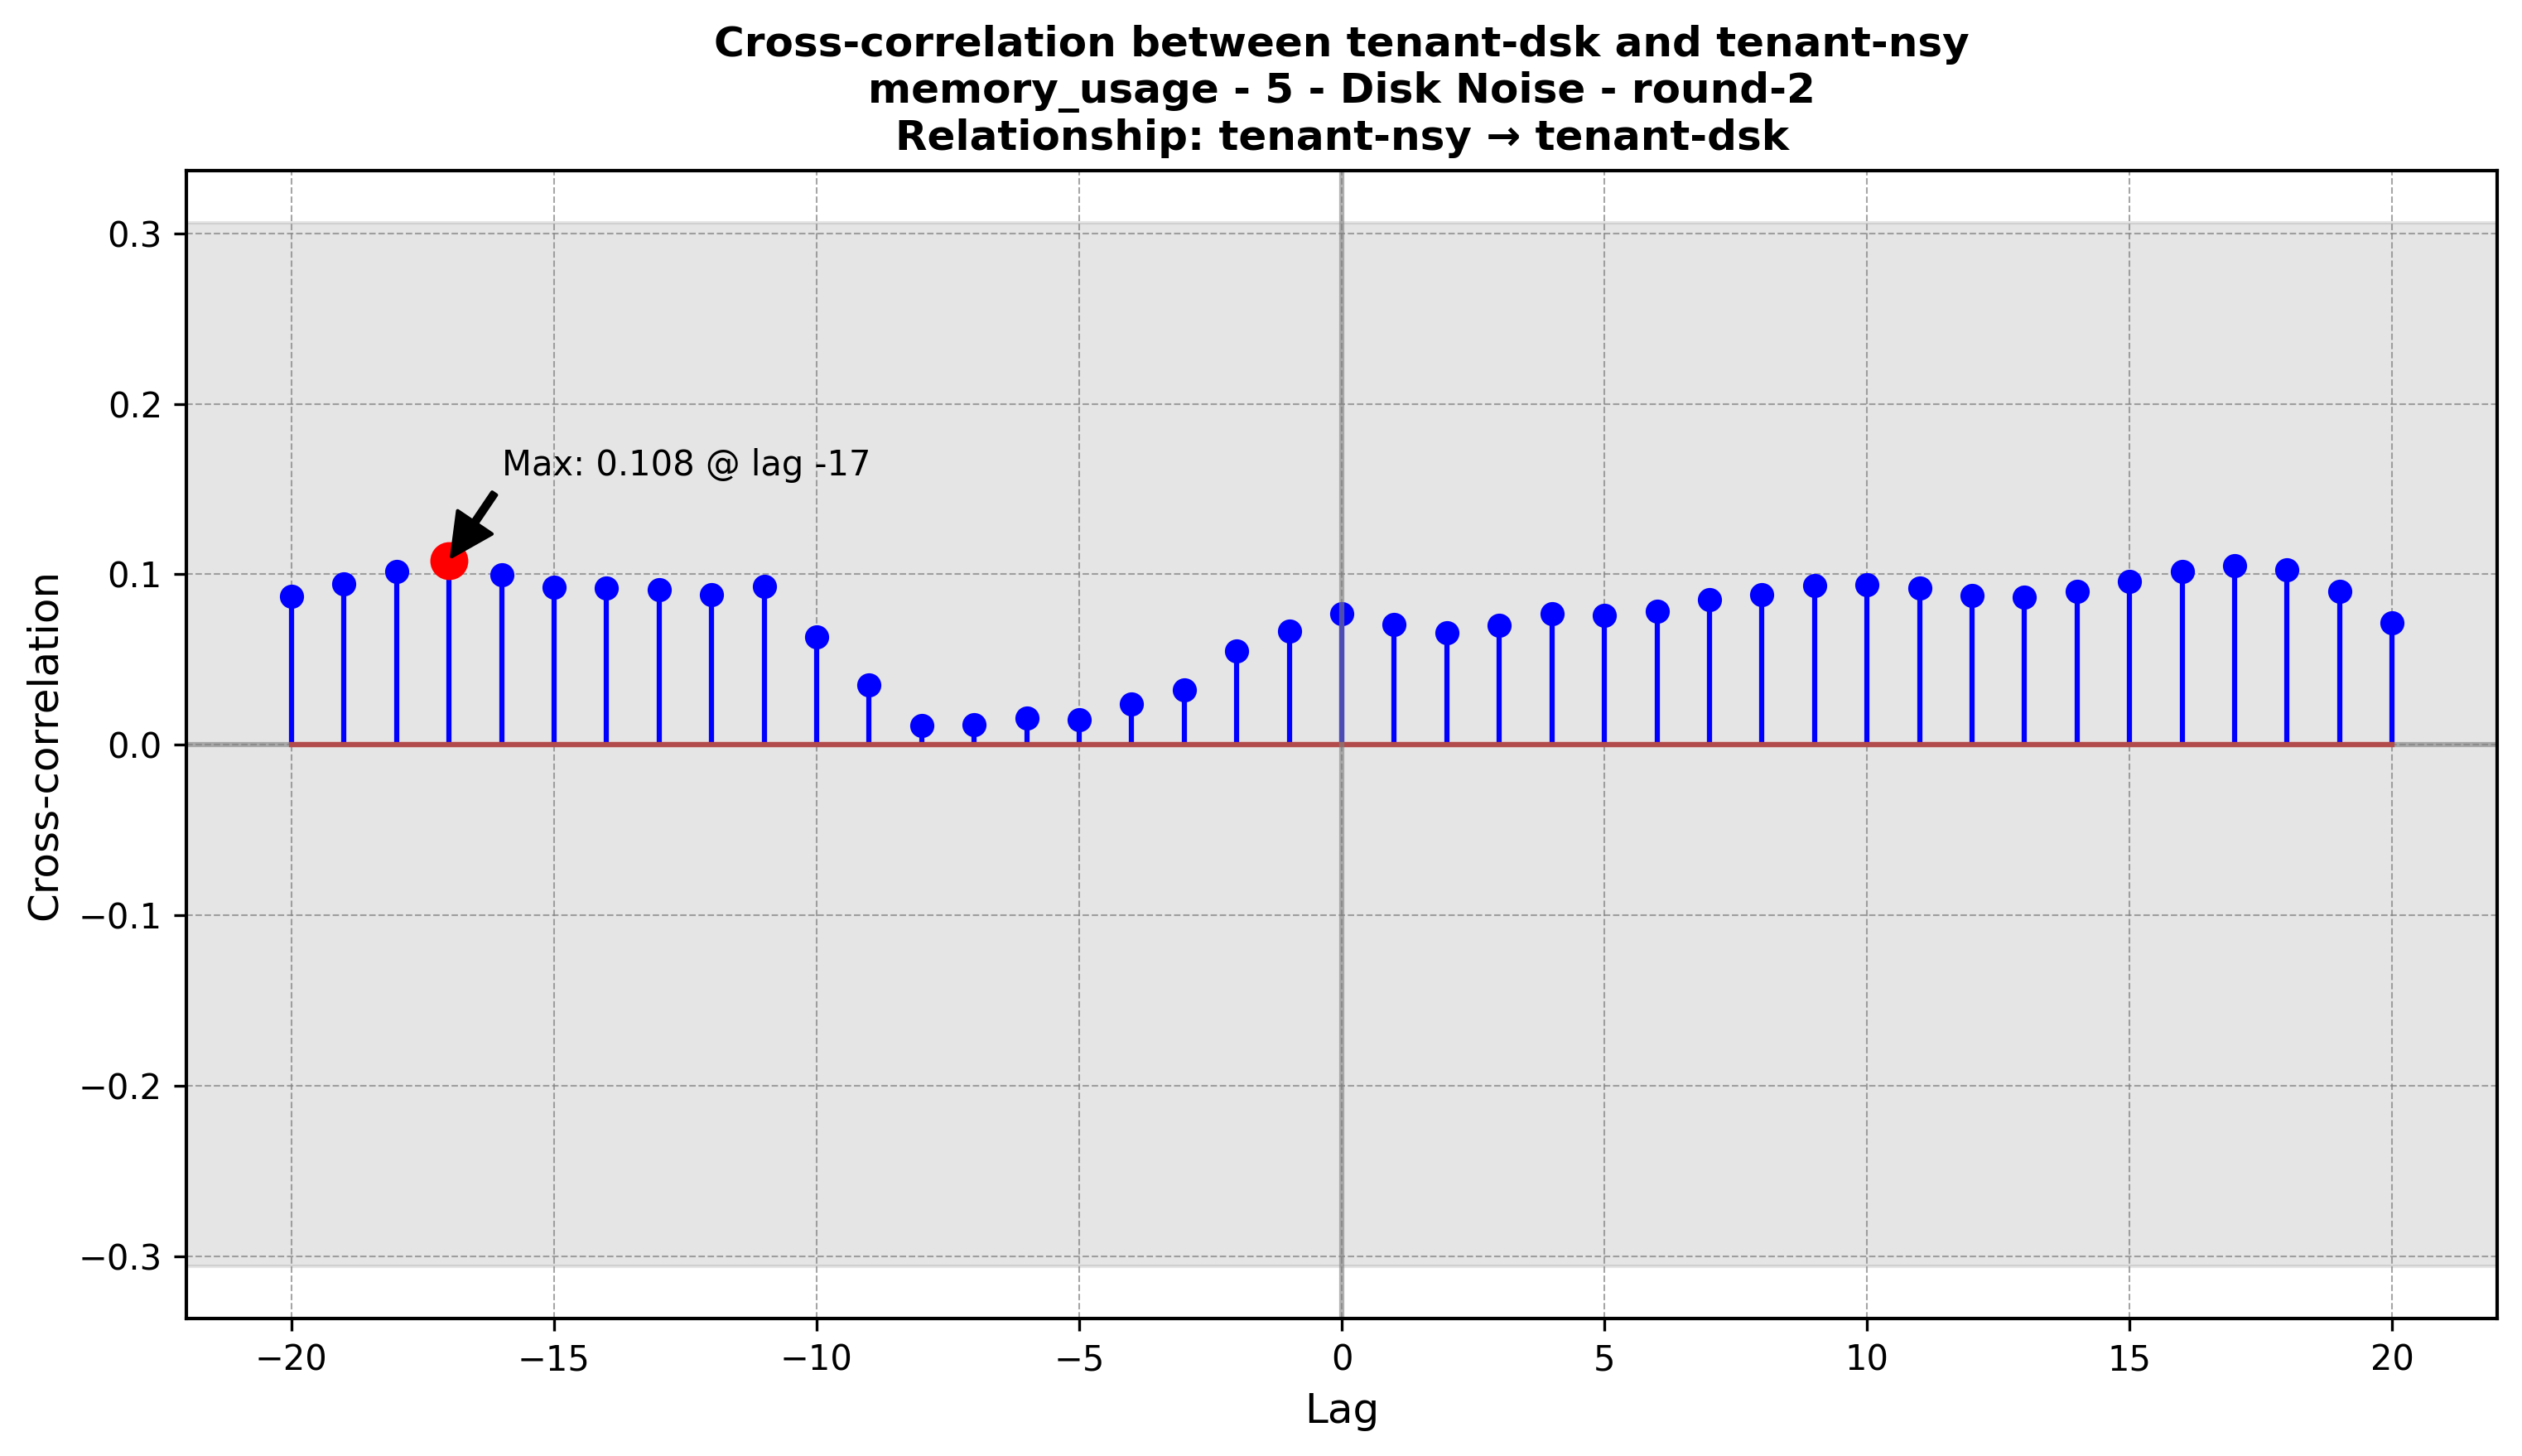 Cross-correlation between tenant-dsk and tenant-nsy
memory_usage - 5 - Disk Noise - round-2
Relationship: tenant-nsy → tenant-dsk
Cross-correlation
0.3
0.2
0.1
0.0
−0.1
−0.2
−0.3
Max: 0.108 @ lag -17
−20
−15
−10
−5
0
5
10
15
20
Lag